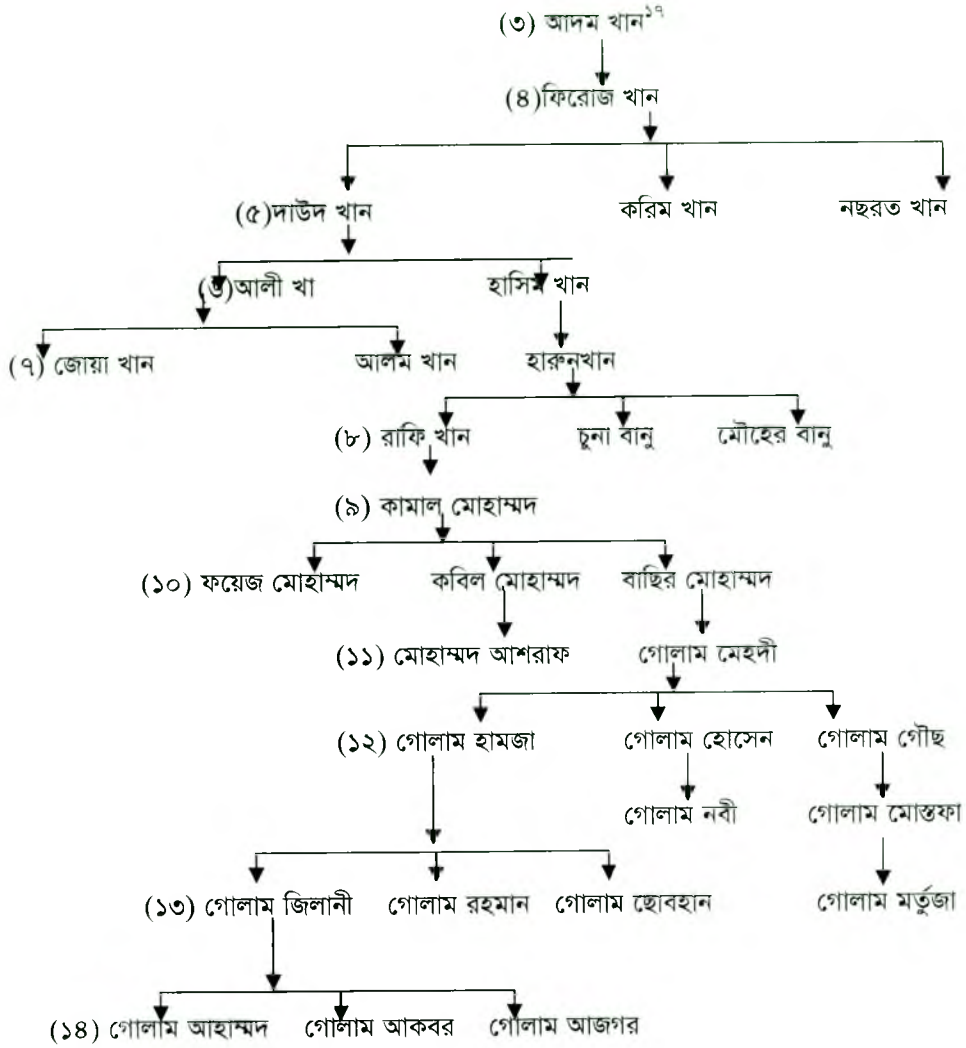 (৩) আদম খান১৭
(৪)ফিরোজ খান
(৫)দাউদ খান করিম খান নছরত খান
(৬)আলী খা হাসিম খান
(৭) জোয়া খান আলম খান হারুনখান
(৮) রাফি খান চুনা বানু মৌহের বানু
(৯) কামাল মোহাম্মদ
(১০) ফয়েজ মোহাম্মদ কবিল মোহাম্মদ বাছির মোহাম্মদ
(১১) মোহাম্মদ আশরাফ গোলাম মেহদী
(১২) গোলাম হামজা গোলাম হোসেন গোলাম গৌছ
গোলাম নবী গোলাম মোস্তফা
(১৩) গোলাম জিলানী গোলাম রহমান গোলাম ছোবহান গোলাম মর্তুজা
(১৪) গোলাম আহাম্মদ গোলাম আকবর গোলাম আজগর